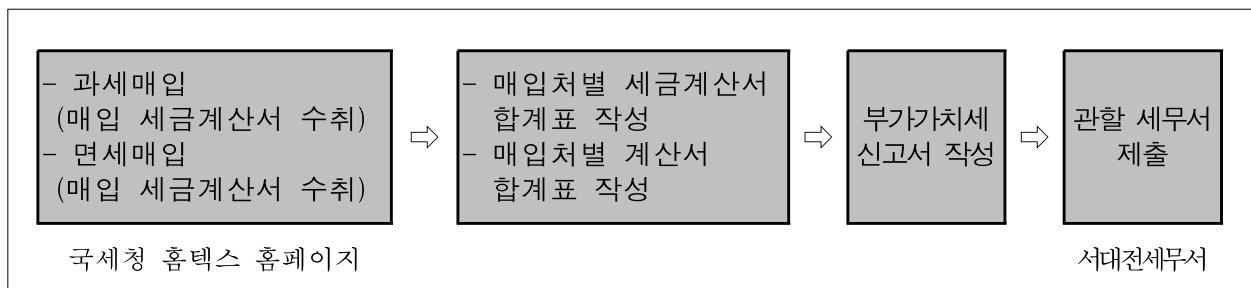 - 과세매입
(매입 세금계산서 수취)
- 면세매입
(매입 세금계산서 수취)
국세청 홈텍스 홈페이지
⇨
- 매입처별 세금계산서
합계표 작성
- 매입처별 계산서
합계표 작성
⇨
부가가치세
신고서 작성
⇨
관할 세무서
제출
서대전세무서